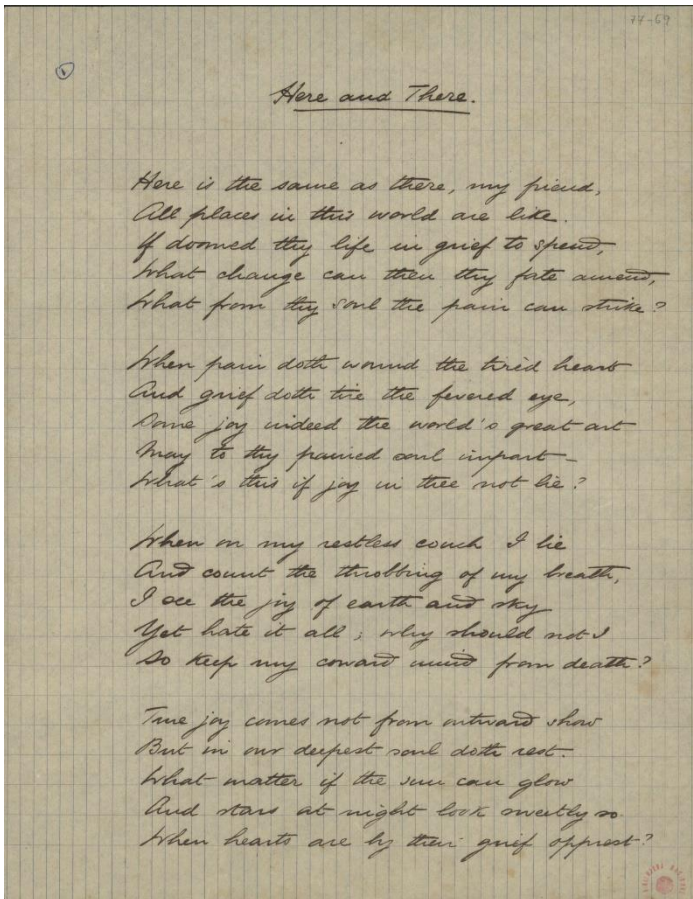 77-69
1
Here and There.
Here is the same as there, my friend,
All places in this world are like.
If doomed thy life in grief to spend,
What change can then thy fate amend,
What from thy soul the pain can strike?
When pain doth wound the tired heart
And grief doth tire the fevered eye,
Some joy indeed the world's great art
May to thy pained soul impart —
What's this if joy in thee not lie?
When on my restless couch I lie
And count the throbbing of my breath,
I see the joy of earth and sky
Yet hate it all; why should not I
So keep my coward mind from death?
True joy comes not from outward show
But in our deepest soul doth rest.
What matter if the sun can glow
And stars at night look sweetly so
When hearts are by their grief opprest?